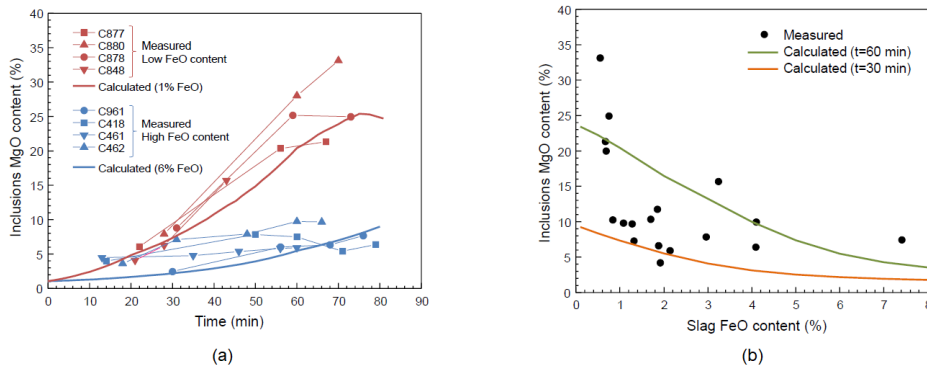 40
35
30
25
20
15
10
5
0
Inclusions MgO content (%)
C877
C880
C878
C848
Measured
Low FeO content
Calculated (1% FeO)
C961
C418
C461
C462
Measured
High FeO content
Calculated (6% FeO)
0 10 20 30 40 50 60 70 80 90
Time (min)
(a)
40
35
30
25
20
15
10
5
0
Inclusions MgO content (%)
Measured
Calculated (t=60 min)
Calculated (t=30 min)
0 1 2 3 4 5 6 7 8
Slag FeO content (%)
(b)